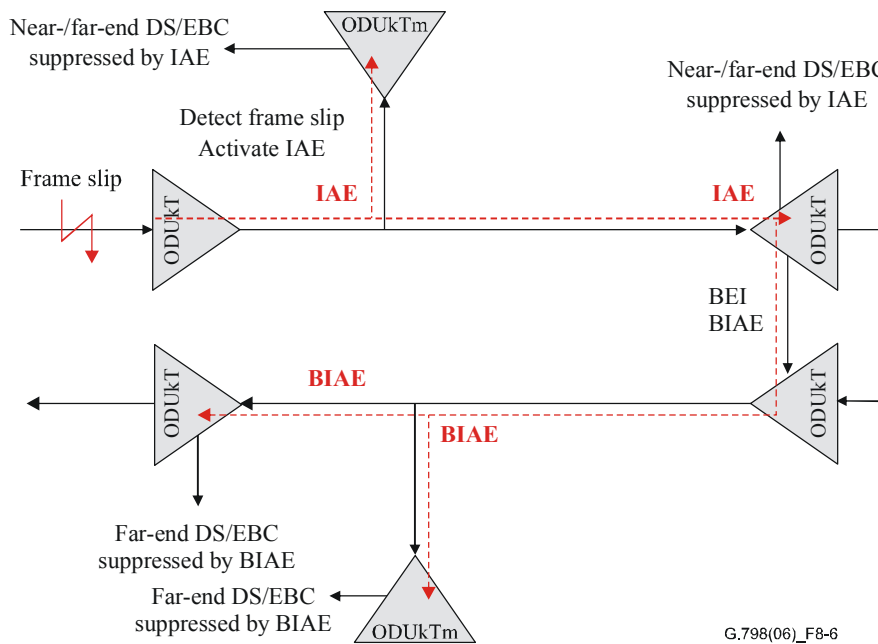 Near-/far-end DS/EBC
suppressed by IAE
ODUkTm
Near-/far-end DS/EBC
suppressed by IAE
Detect frame slip
Activate IAE
Frame slip
IAE
IAE
ODUkT
ODUkT
BEI
BIAE
ODUkT
BIAE
BIAE
ODUkT
Far-end DS/EBC
suppressed by BIAE
Far-end DS/EBC
suppressed by BIAE
ODUkTm
G.798(06)_F8-6